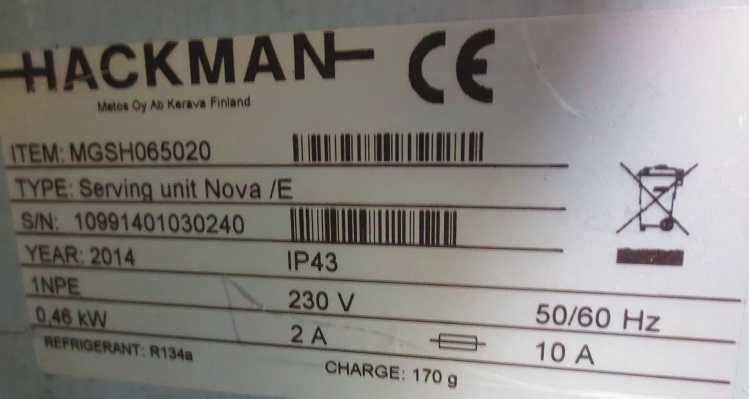 HACKMAN CE
Metos Oy Ab Kerava Finland
ITEM: MGSH065020
TYPE: Serving unit Nova /E
S/N: 10991401030240
YEAR: 2014 IP43
1NPE 230 V 50/60 Hz
0,46 kW 2 A 10 A
REFRIGERANT: R134a CHARGE: 170 g